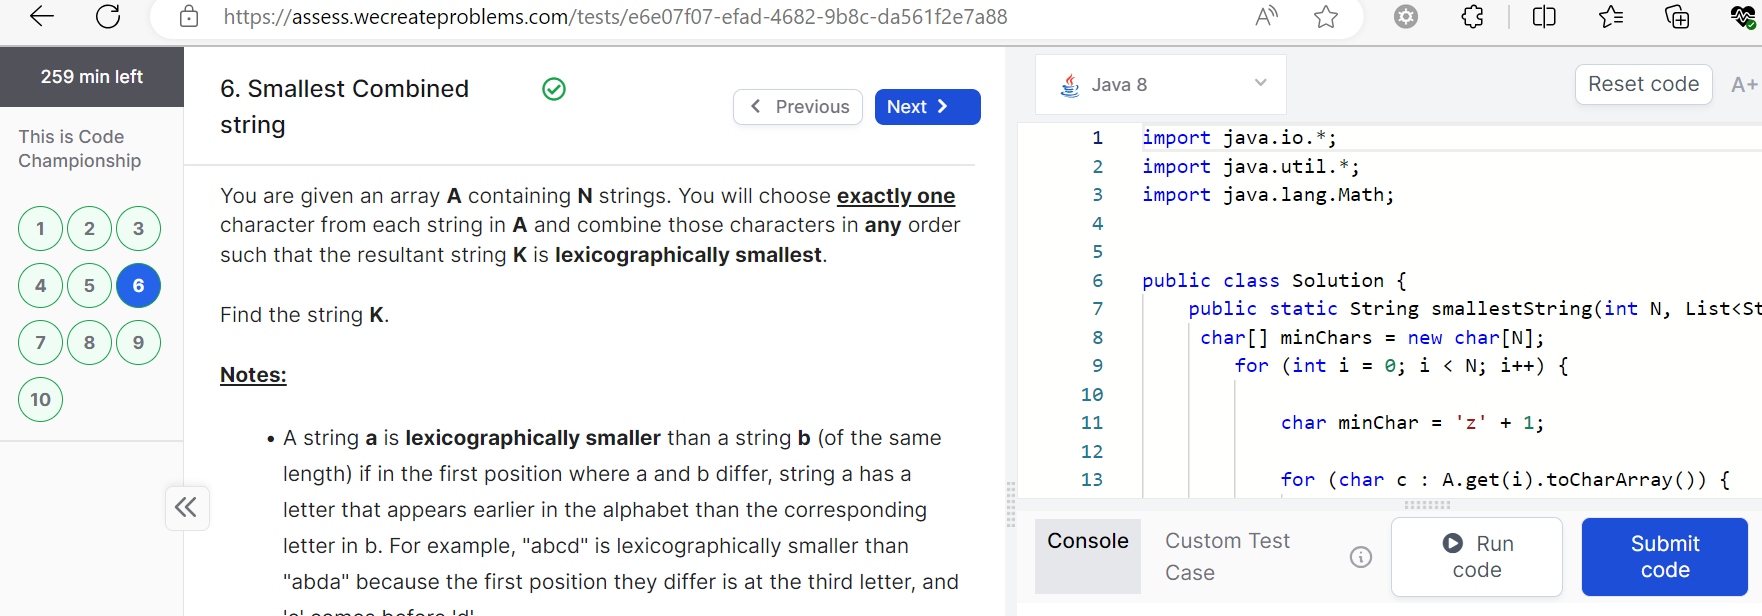 https://assess.wecreateproblems.com/tests/e6e07f07-efad-4682-9b8c-da561f2e7a88
259 min left
This is Code
Championship
1 2 3
4 5 6
7 8 9
10
6. Smallest Combined
string
Previous
Next
You are given an array A containing N strings. You will choose exactly one
character from each string in A and combine those characters in any order
such that the resultant string K is lexicographically smallest.
Find the string K.
Notes:
• A string a is lexicographically smaller than a string b (of the same
length) if in the first position where a and b differ, string a has a
letter that appears earlier in the alphabet than the corresponding
letter in b. For example, "abcd" is lexicographically smaller than
"abda" because the first position they differ is at the third letter, and
Java 8
Reset code
A+
1 import java.io.*;
2 import java.util.*;
3 import java.lang.Math;
4
5
6 public class Solution {
7 public static String smallestString(int N, List<St
8 char[] minChars = new char[N];
9 for (int i = 0; i < N; i++) {
10
11 char minChar = 'z' + 1;
12
13 for (char c : A.get(i).toCharArray()) {
Console
Custom Test
Case
Run
code
Submit
code